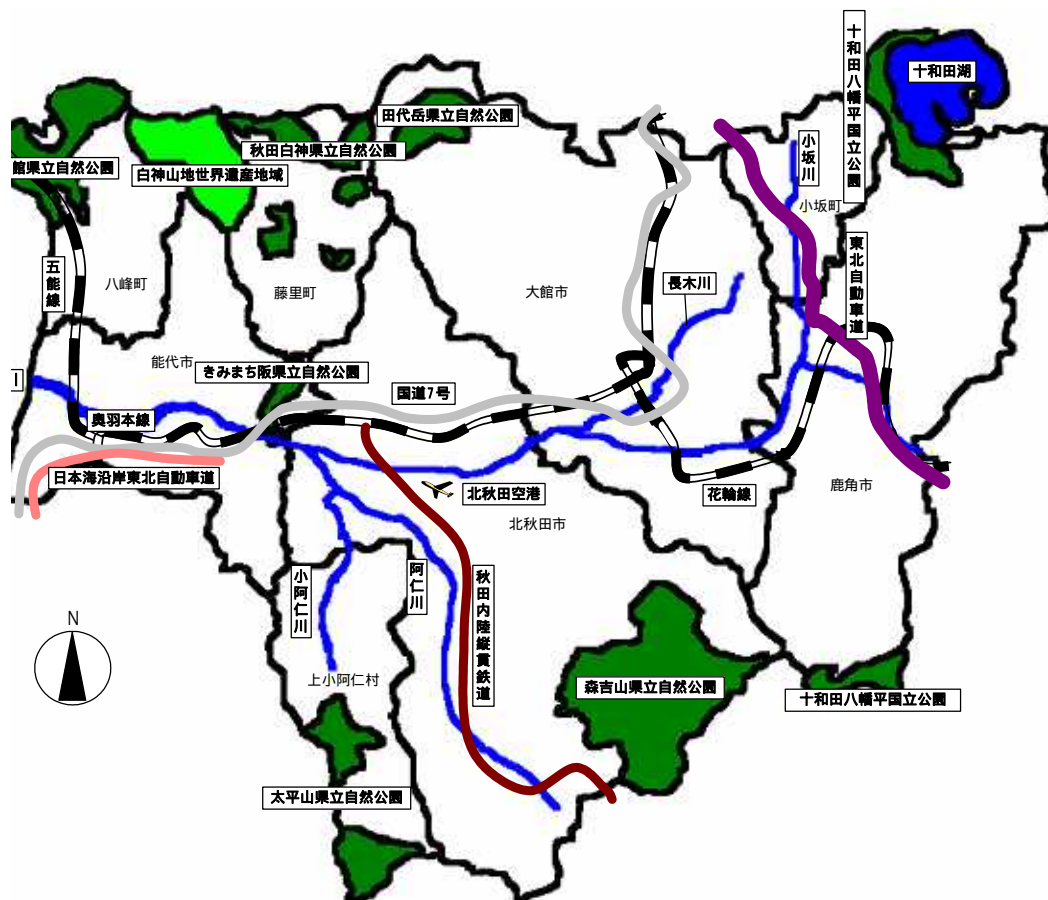 十和田八幡平国立公園
十和田湖
田代岳県立自然公園
秋田白神県立自然公園
館県立自然公園
白神山地世界遺産地域
小坂川
小坂町
東北自動車道
五能線
八峰町
藤里町
大館市
長木川
能代市
きみまち阪県立自然公園
国道7号
奥羽本線
日本海沿岸東北自動車道
北秋田空港
花輪線
鹿角市
北秋田市
小阿仁川
阿仁川
秋田内陸縦貫鉄道
N
上小阿仁村
森吉山県立自然公園
十和田八幡平国立公園
太平山県立自然公園